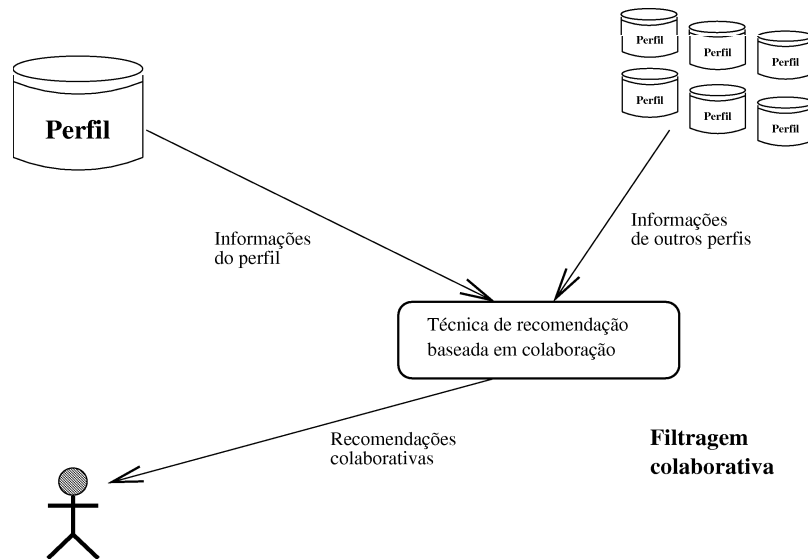 Perfil
Perfil
Perfil
Perfil
Perfil
Perfil
Perfil
Informações
do perfil
Informações
de outros perfis
Técnica de recomendação
baseada em colaboração
Recomendações
colaborativas
Filtragem
colaborativa